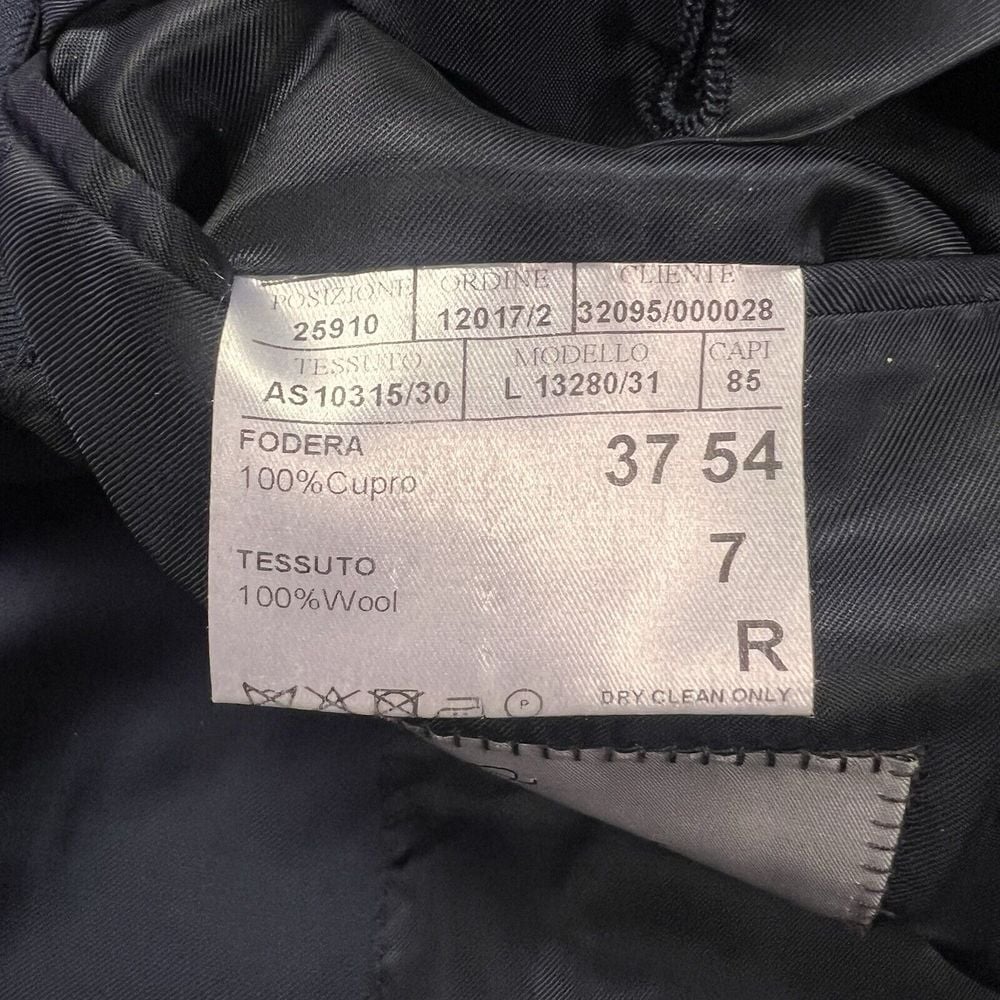 POSIZIONE ORDINE CLIENTE
25910 12017/2 32095/000028
TESSUTO MODELLO CAPI
AS10315/30 L 13280/31 85
FODERA
100%Cupro
37 54
TESSUTO
100%Wool
7
R
P
DRY CLEAN ONLY